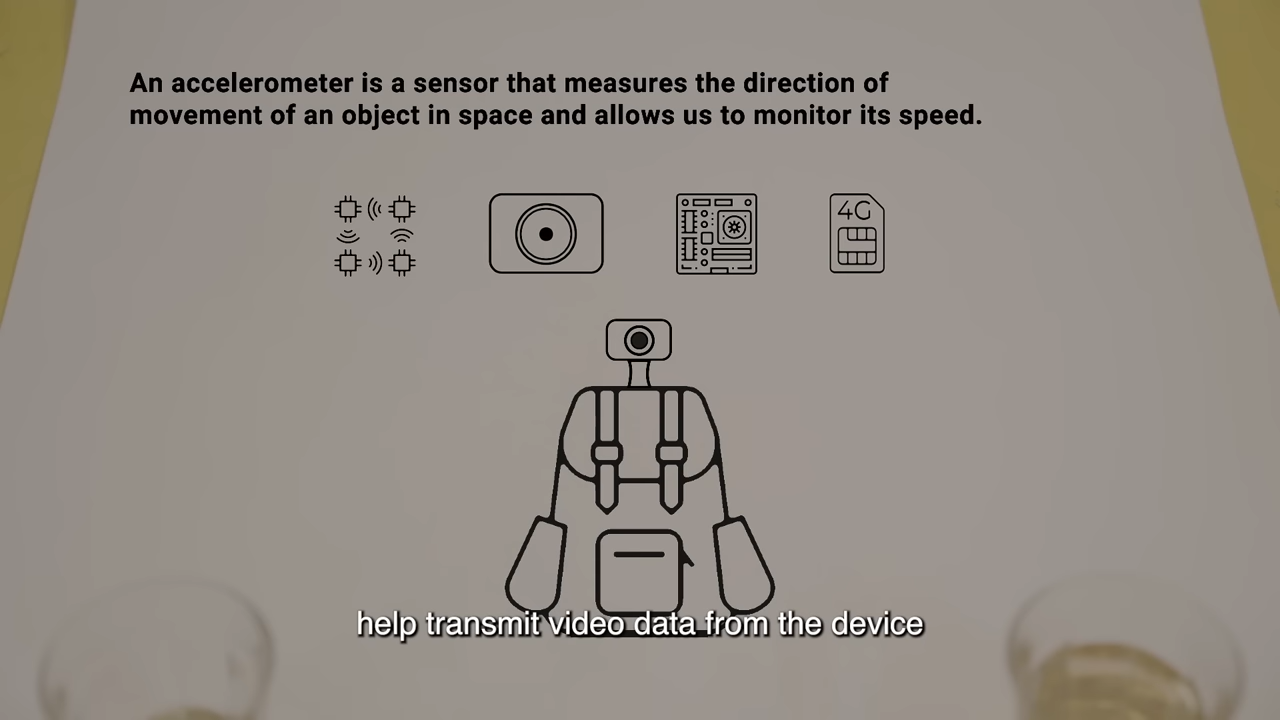 An accelerometer is a sensor that measures the direction of
movement of an object in space and allows us to monitor its speed.
4G
help transmit video data from the device